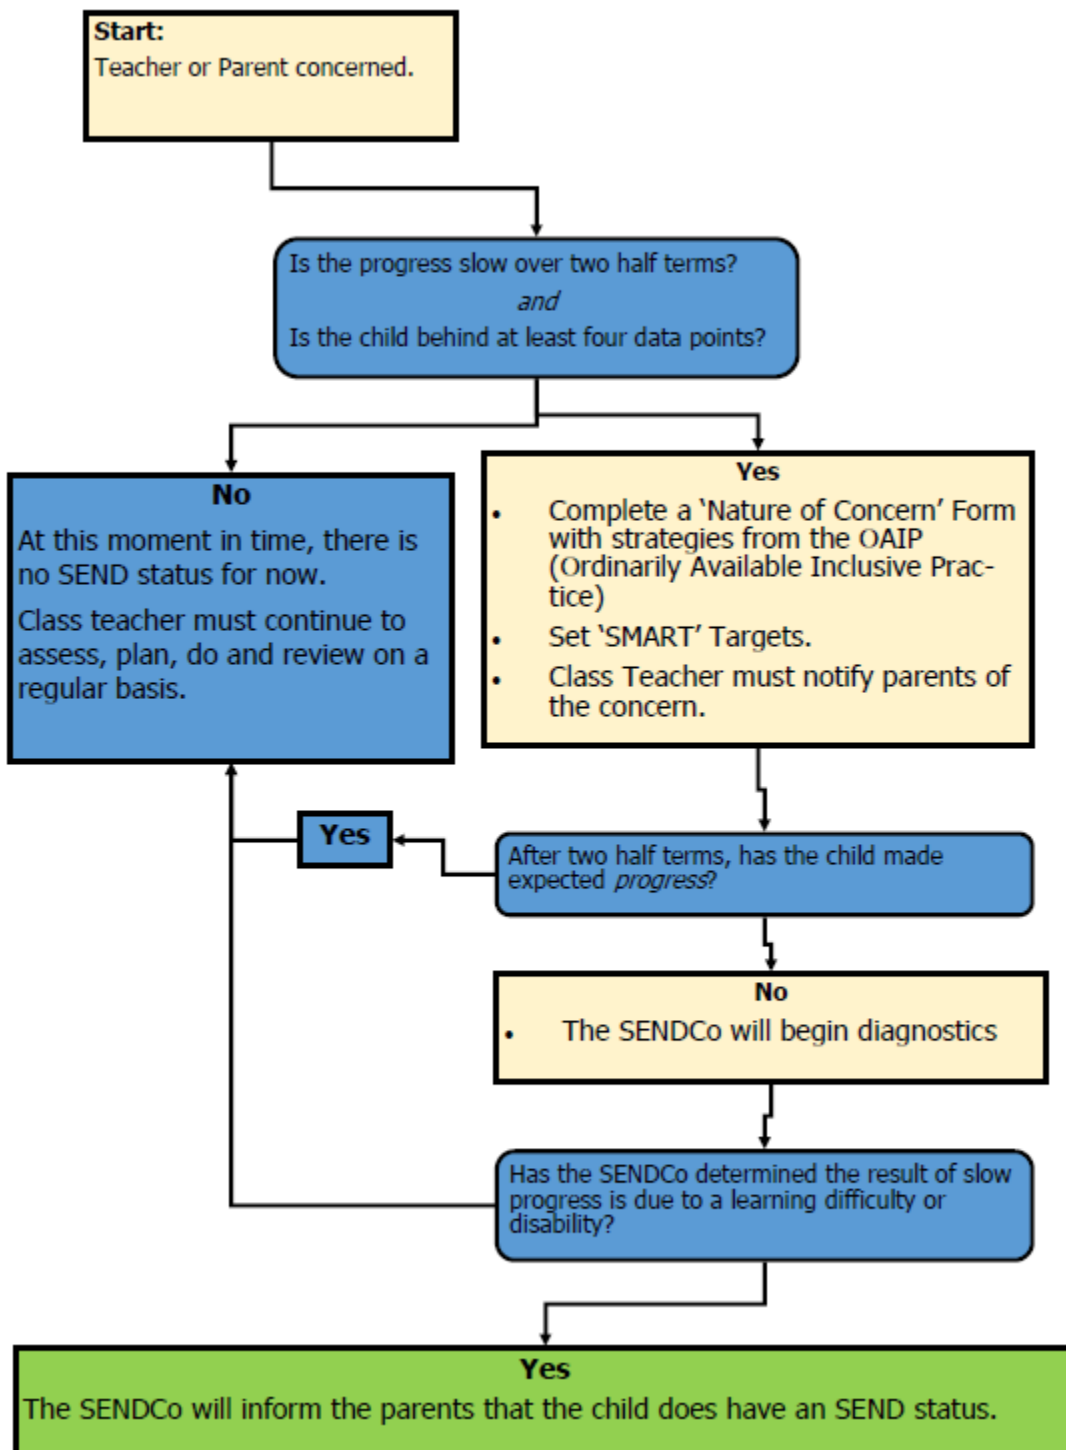 Start:
Teacher or Parent concerned.
Is the progress slow over two half terms?
and
Is the child behind at least four data points?
No
At this moment in time, there is
no SEND status for now.
Class teacher must continue to
assess, plan, do and review on a
regular basis.
Yes
• Complete a ‘Nature of Concern’ Form
with strategies from the OAIP
(Ordinarily Available Inclusive Prac-
tice)
• Set ‘SMART’ Targets.
• Class Teacher must notify parents of
the concern.
Yes
After two half terms, has the child made
expected progress?
No
• The SENDCo will begin diagnostics
Has the SENDCo determined the result of slow
progress is due to a learning difficulty or
disability?
Yes
The SENDCo will inform the parents that the child does have an SEND status.